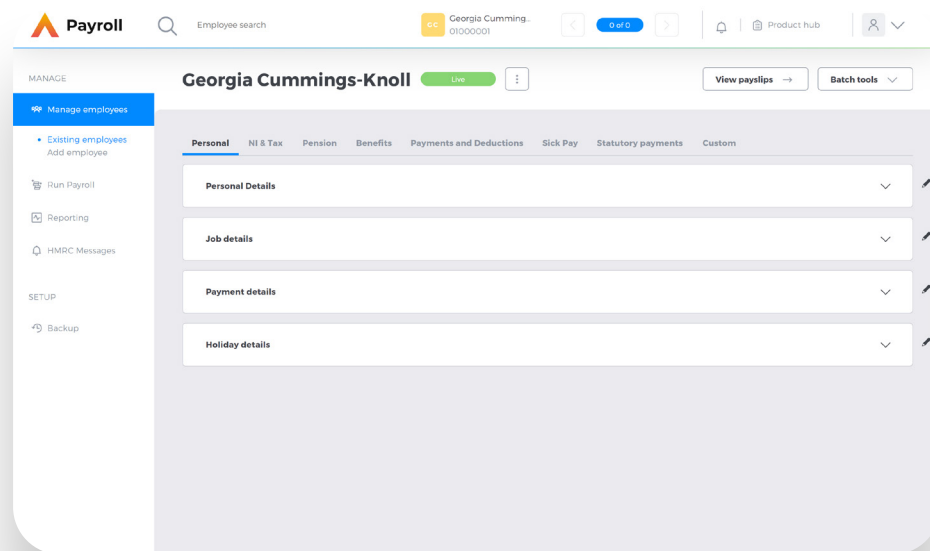 Payroll
Employee search
GC
Georgia Cumming..
01000001
0 of 0
Product hub
MANAGE
Manage employees
Existing employees
Add employee
Run Payroll
Reporting
HMRC Messages
SETUP
Backup
Georgia Cummings-Knoll
Live
View payslips
Batch tools
Personal NI & Tax Pension Benefits Payments and Deductions Sick Pay Statutory payments Custom
Personal Details
Job details
Payment details
Holiday details